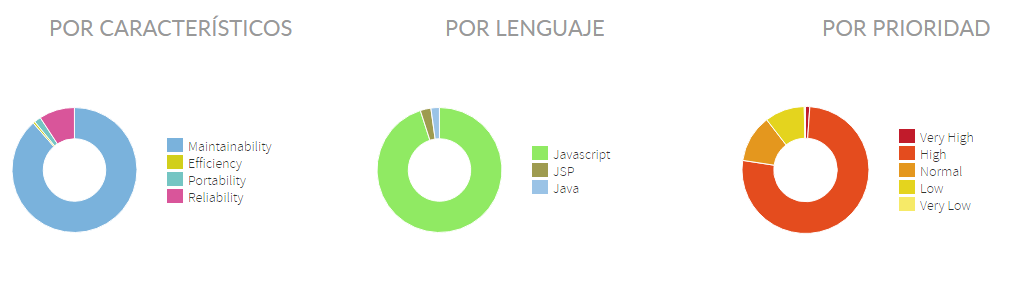 POR CARACTERÍSTICOS
Maintainability
Efficiency
Portability
Reliability
POR LENGUAJE
Javascript
JSP
Java
POR PRIORIDAD
Very High
High
Normal
Low
Very Low